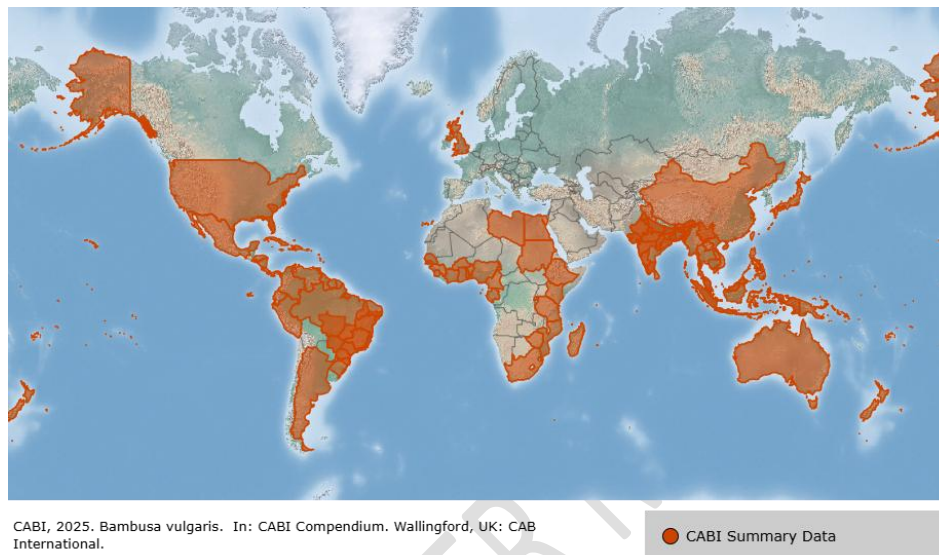 CABI, 2025. Bambusa vulgaris.  In: CABI Compendium. Wallingford, UK: CAB
International.
CABI Summary Data